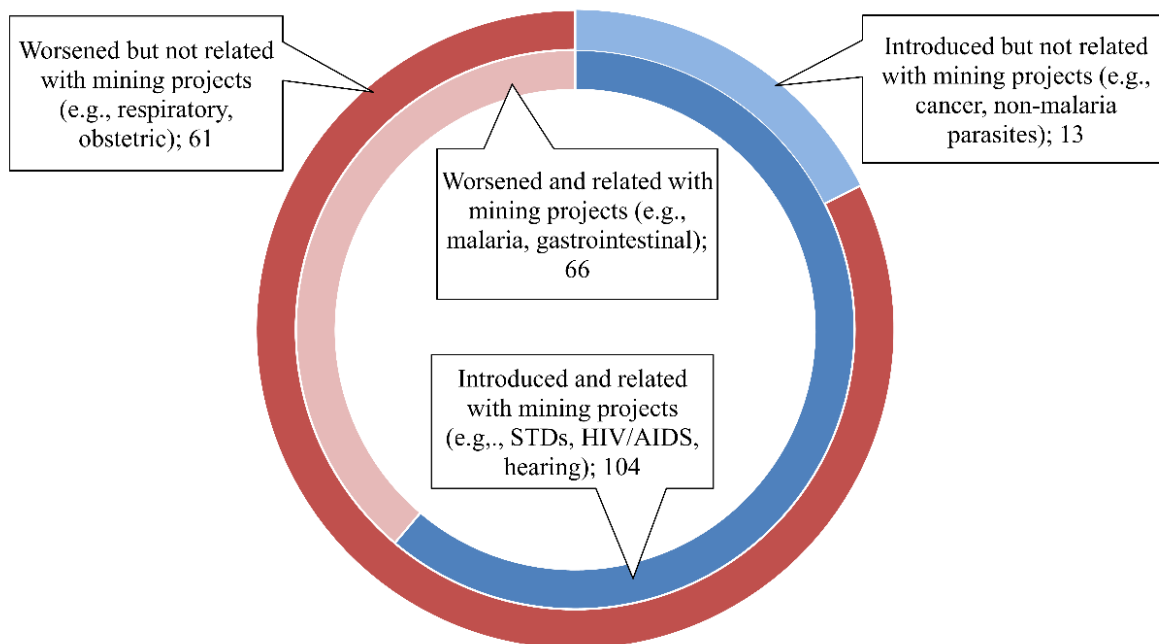 Worsened but not related
with mining projects
(e.g., respiratory,
obstetric); 61
Introduced but not related
with mining projects (e.g.,
cancer, non-malaria
parasites); 13
Worsened and related with
mining projects (e.g.,
malaria, gastrointestinal);
66
Introduced and related
with mining projects
(e.g,., STDs, HIV/AIDS,
hearing); 104